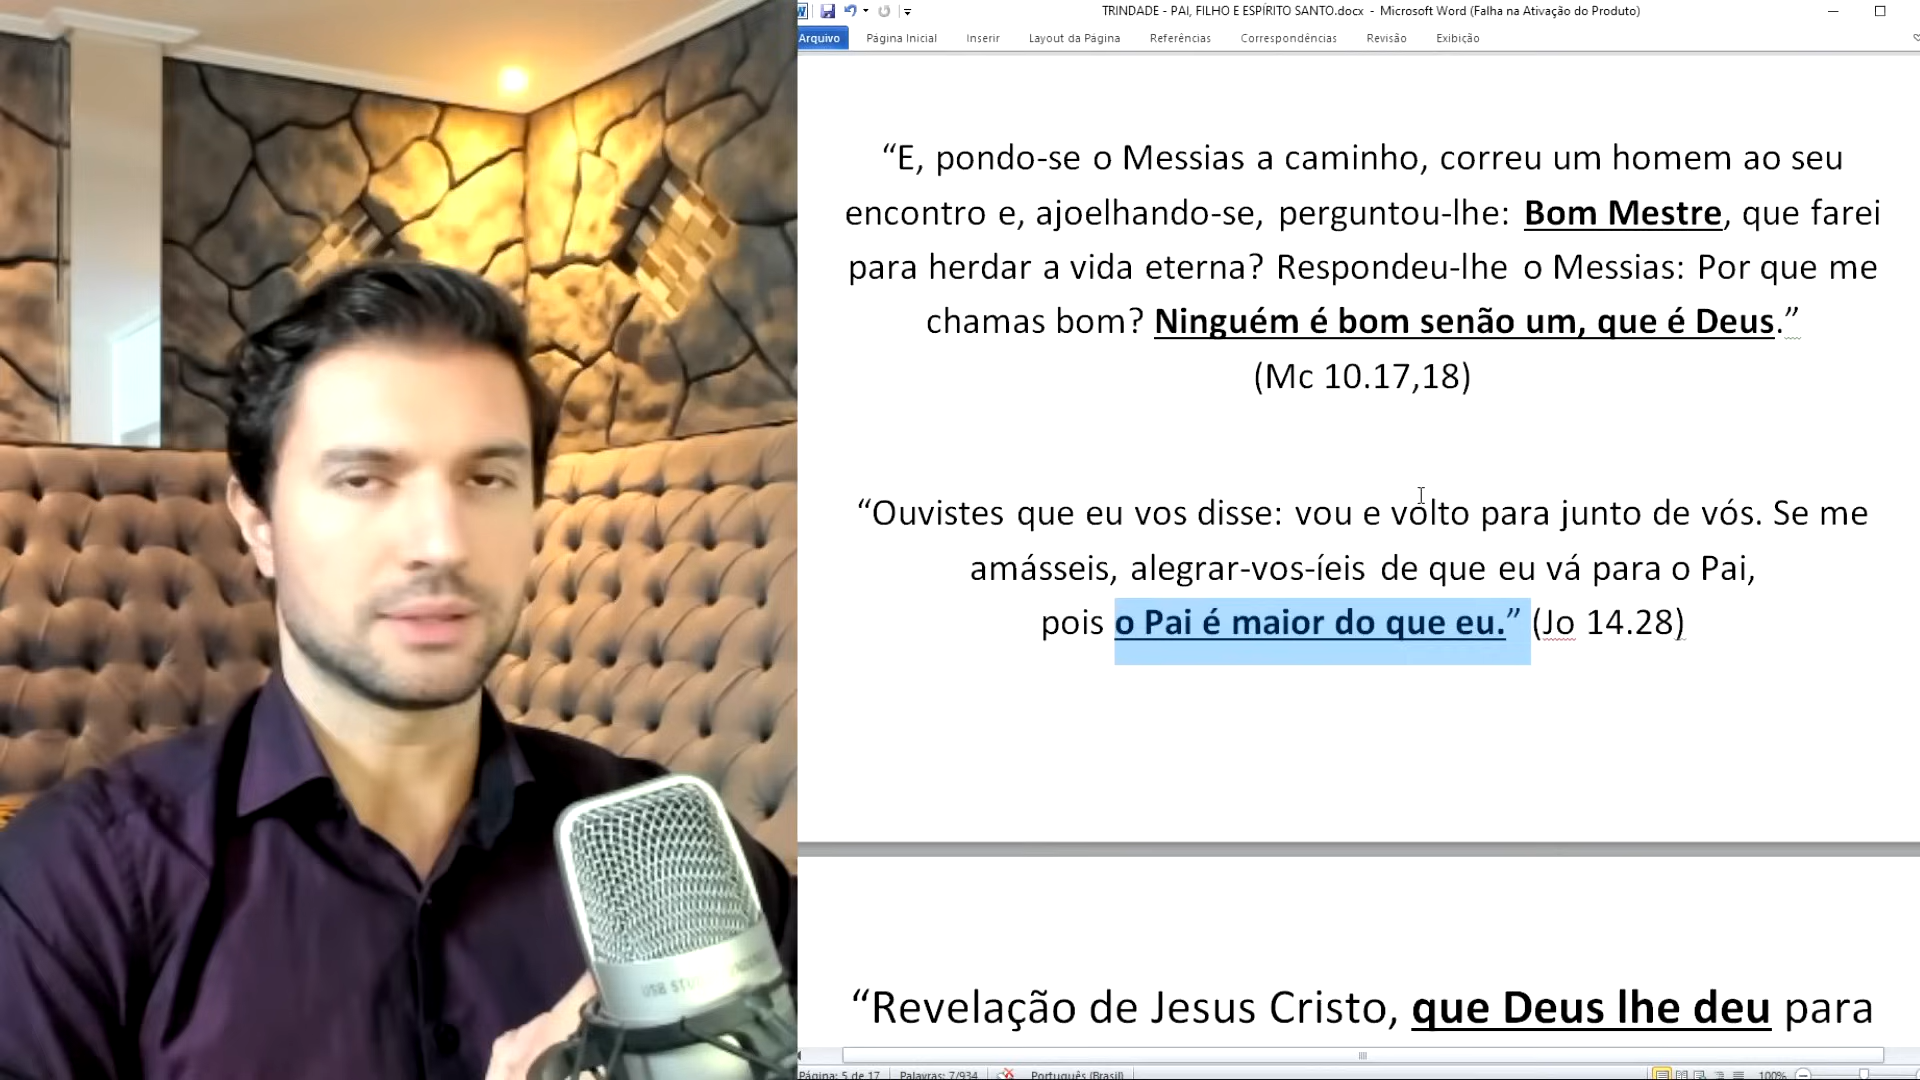 TRINDADE - PAI, FILHO E ESPÍRITO SANTO.docx - Microsoft Word (Falha na Ativação do Produto)
Arquivo Página Inicial Inserir Layout da Página Referências Correspondências Revisão Exibição
“E, pondo-se o Messias a caminho, correu um homem ao seu
encontro e, ajoelhando-se, perguntou-lhe: Bom Mestre, que farei
para herdar a vida eterna? Respondeu-lhe o Messias: Por que me
chamas bom? Ninguém é bom senão um, que é Deus.”
(Mc 10.17,18)
“Ouvistes que eu vos disse: vou e volto para junto de vós. Se me
amásseis, alegrar-vos-íeis de que eu vá para o Pai,
pois o Pai é maior do que eu.” (Jo 14.28)
“Revelação de Jesus Cristo, que Deus lhe deu para
Página: 5 de 17 Palavras: 7/934 Português (Brasil) 100%
USB